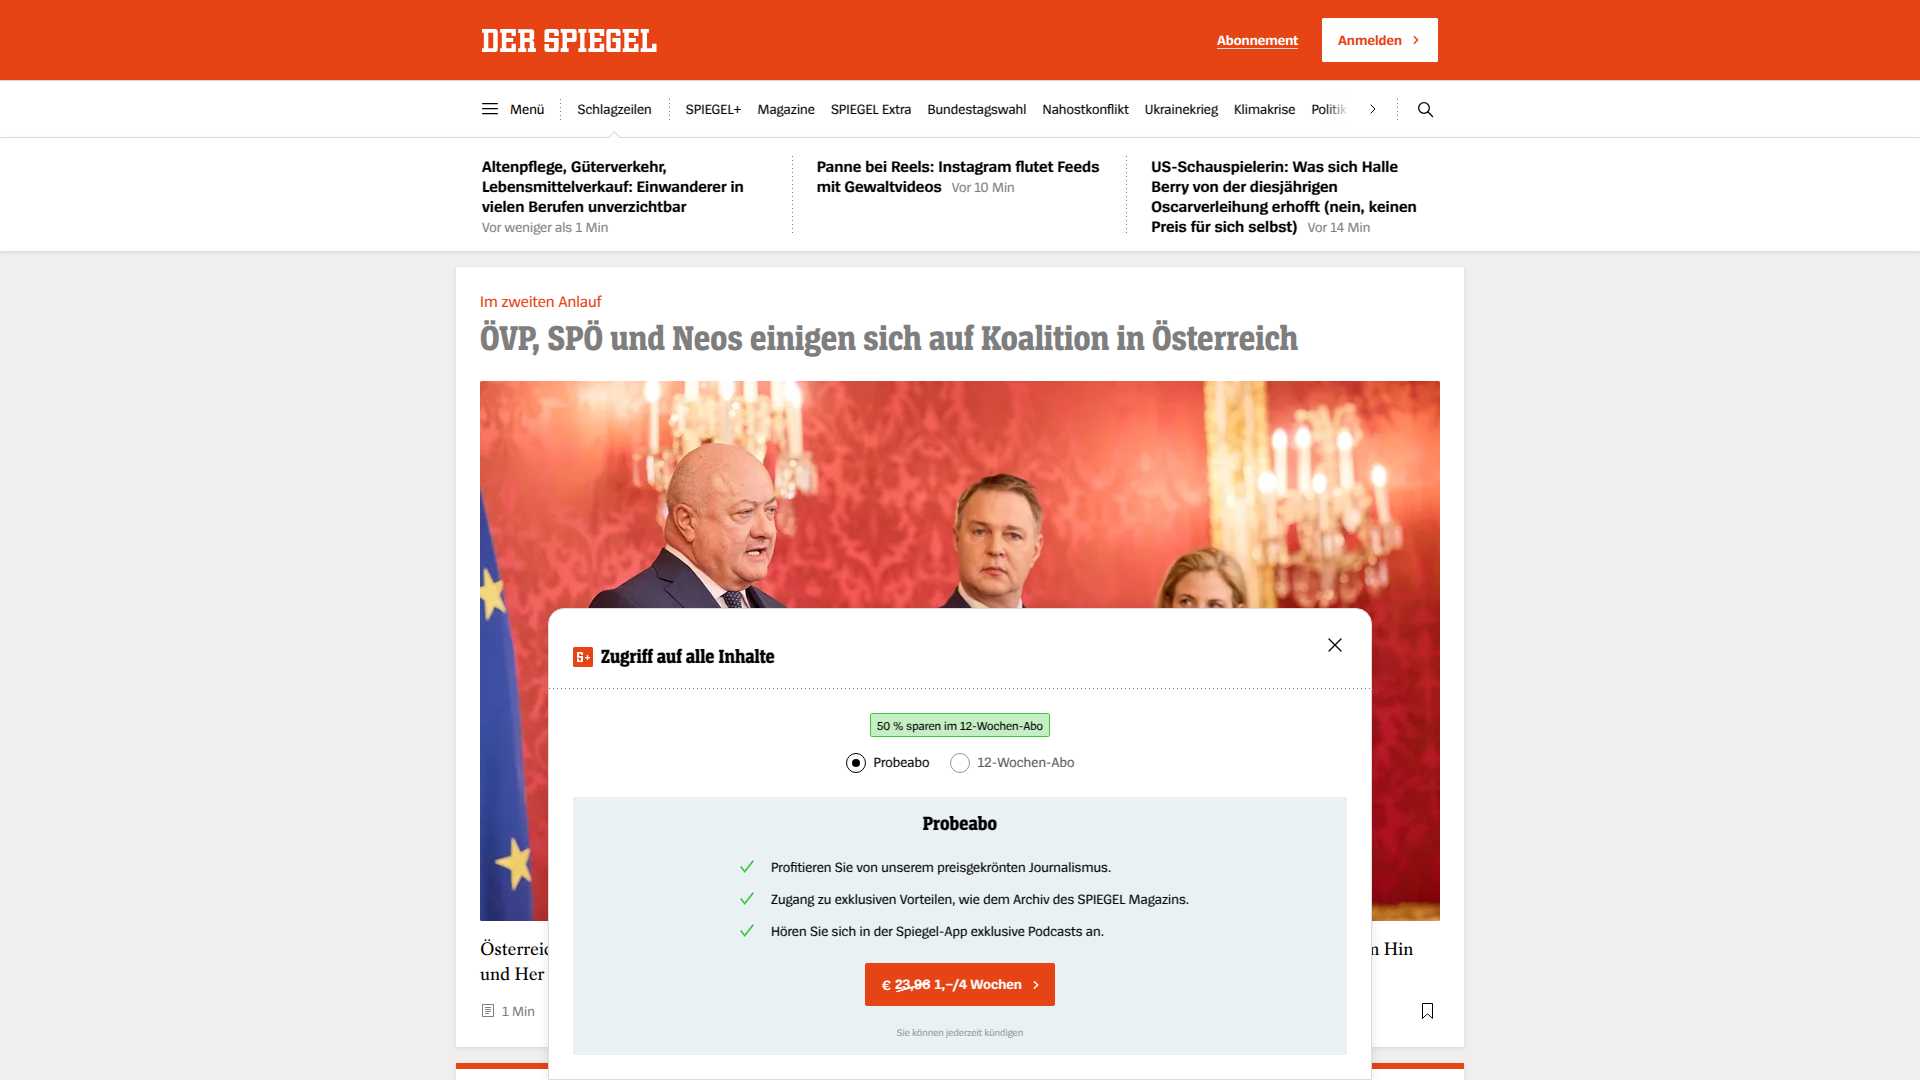 DER SPIEGEL
Abonnement
Anmelden
Menü
Schlagzeilen
SPIEGEL+
Magazine
SPIEGEL Extra
Bundestagswahl
Nahostkonflikt
Ukrainekrieg
Klimakrise
Politik
Altenpflege, Güterverkehr,
Lebensmittelverkauf: Einwanderer in
vielen Berufen unverzichtbar
Vor weniger als 1 Min
Panne bei Reels: Instagram flutet Feeds
mit Gewaltvideos Vor 10 Min
US-Schauspielerin: Was sich Halle
Berry von der diesjährigen
Oscarverleihung erhofft (nein, keinen
Preis für sich selbst) Vor 14 Min
Im zweiten Anlauf
ÖVP, SPÖ und Neos einigen sich auf Koalition in Österreich
Zugriff auf alle Inhalte
50 % sparen im 12-Wochen-Abo
Probeabo
12-Wochen-Abo
Probeabo
Profitieren Sie von unserem preisgekrönten Journalismus.
Zugang zu exklusiven Vorteilen, wie dem Archiv des SPIEGEL Magazins.
Hören Sie sich in der Spiegel-App exklusive Podcasts an.
€ 23,96 1,–/4 Wochen
Sie können jederzeit kündigen
Hin
und Her
1 Min